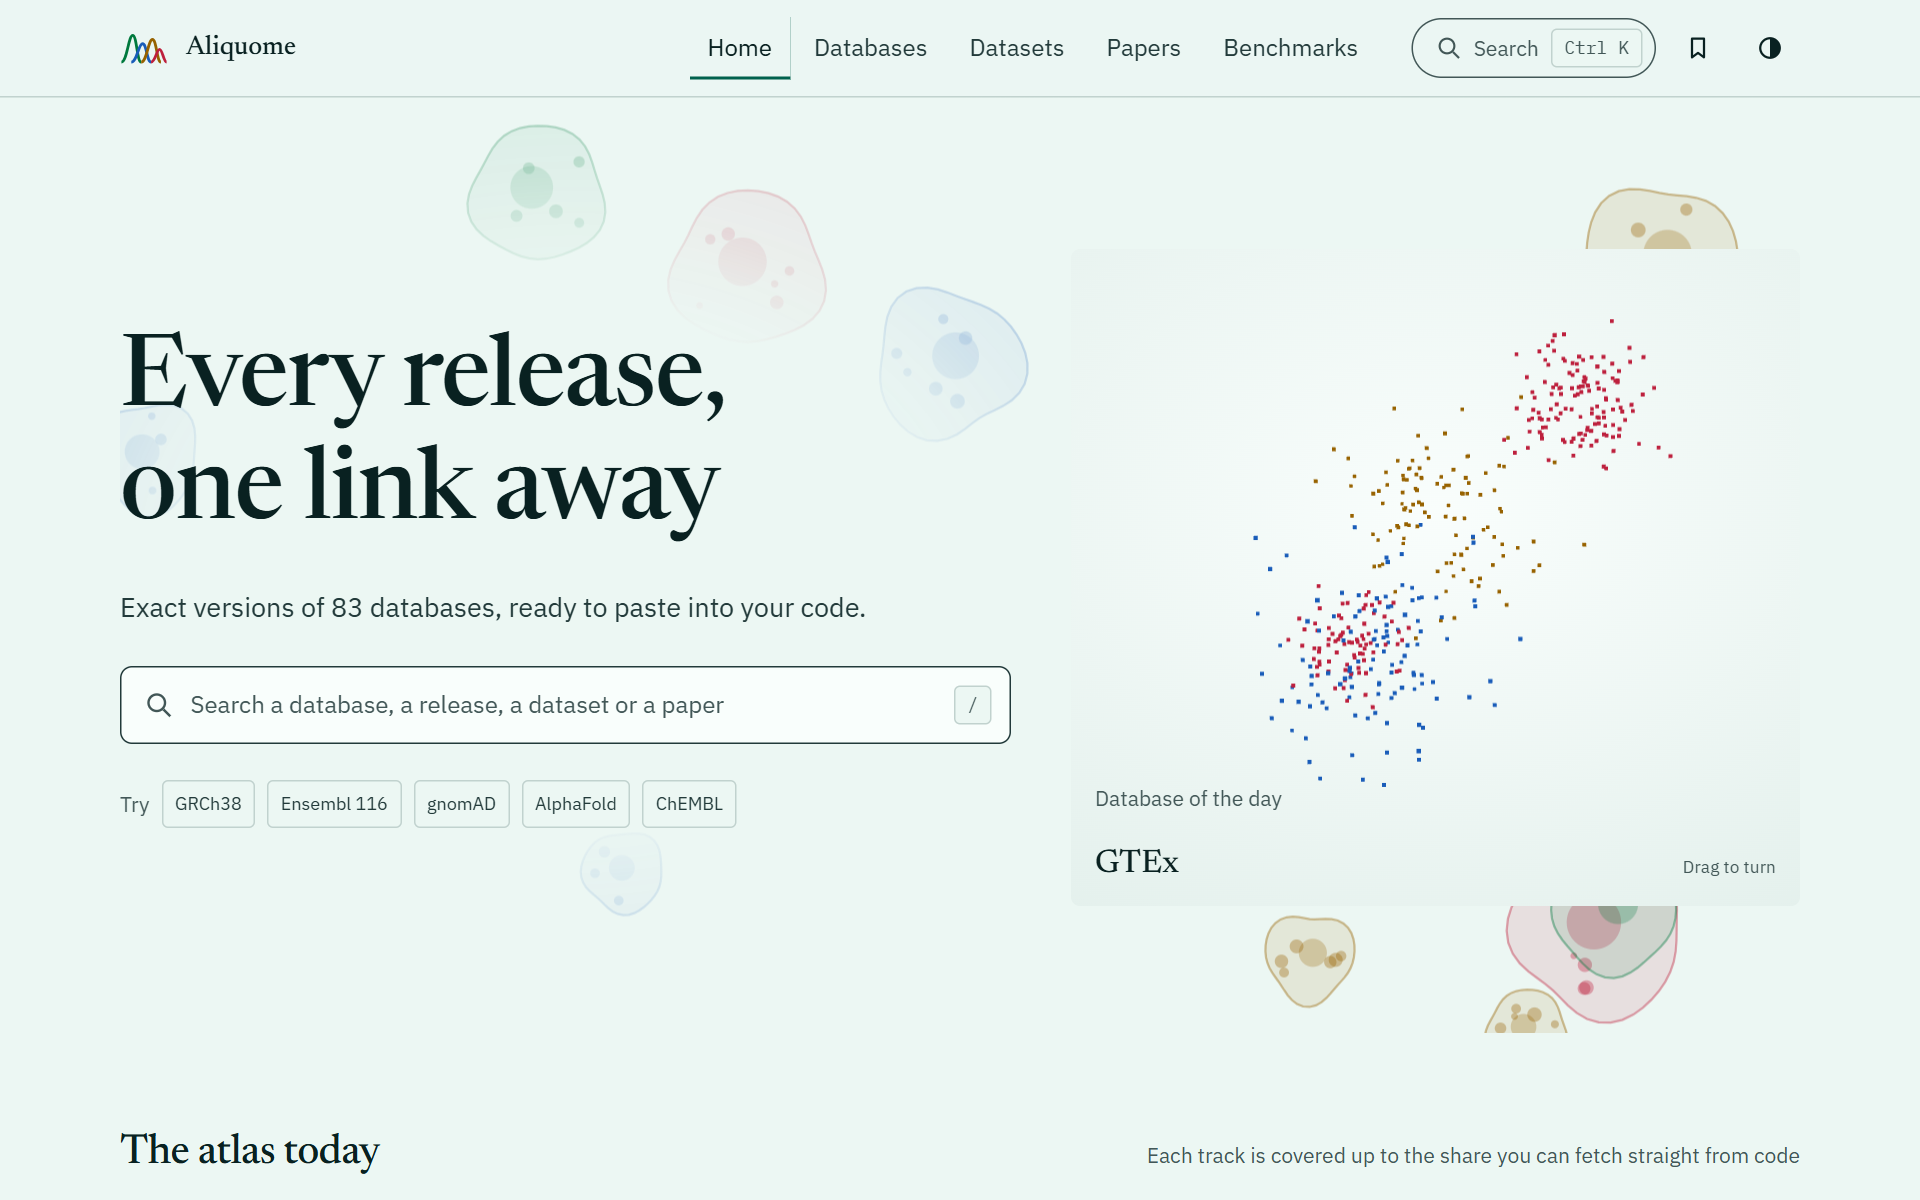 Aliquome
Home
Databases
Datasets
Papers
Benchmarks
Search
Ctrl K
Every release,
one link away
Exact versions of 83 databases, ready to paste into your code.
Search a database, a release, a dataset or a paper
/
Try
GRCh38
Ensembl 116
gnomAD
AlphaFold
ChEMBL
Database of the day
GTEx
Drag to turn
The atlas today
Each track is covered up to the share you can fetch straight from code